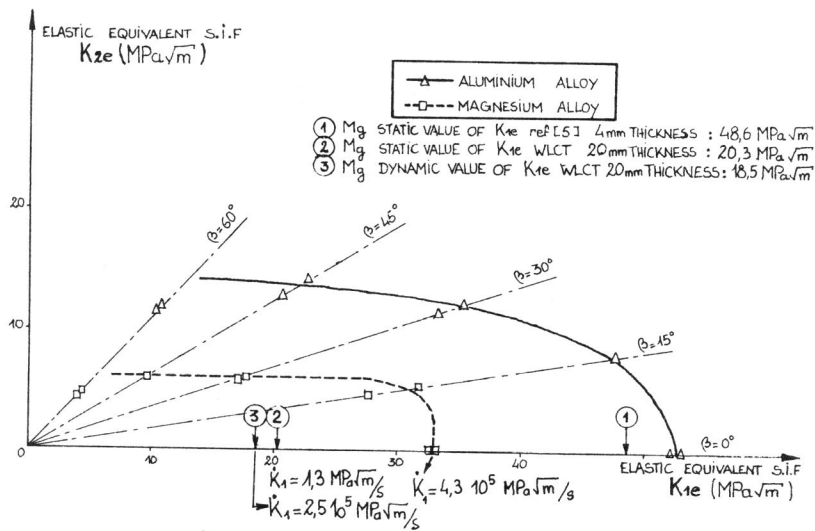 ELASTIC EQUIVALENT S.I.F
K2e (MPa√m)
ALUMINIUM ALLOY
MAGNESIUM ALLOY
1 Mg STATIC VALUE OF K1e ref [5] 4mm THICKNESS : 48,6 MPa√m
2 Mg STATIC VALUE OF K1e WLCT 20mm THICKNESS : 20,3 MPa√m
3 Mg DYNAMIC VALUE OF K1e WLCT 20mm THICKNESS : 18,5 MPa√m
20
β=60°
β=45°
β=30°
10
β=15°
3 2 1
β=0°
0 10 20 30 40
ELASTIC EQUIVALENT S.I.F
K̇1=1,3 MPa√m/s
K̇1=4,3 10⁵ MPa√m/s
K1e (MPa√m)
K̇1=2,5 10⁵ MPa√m/s